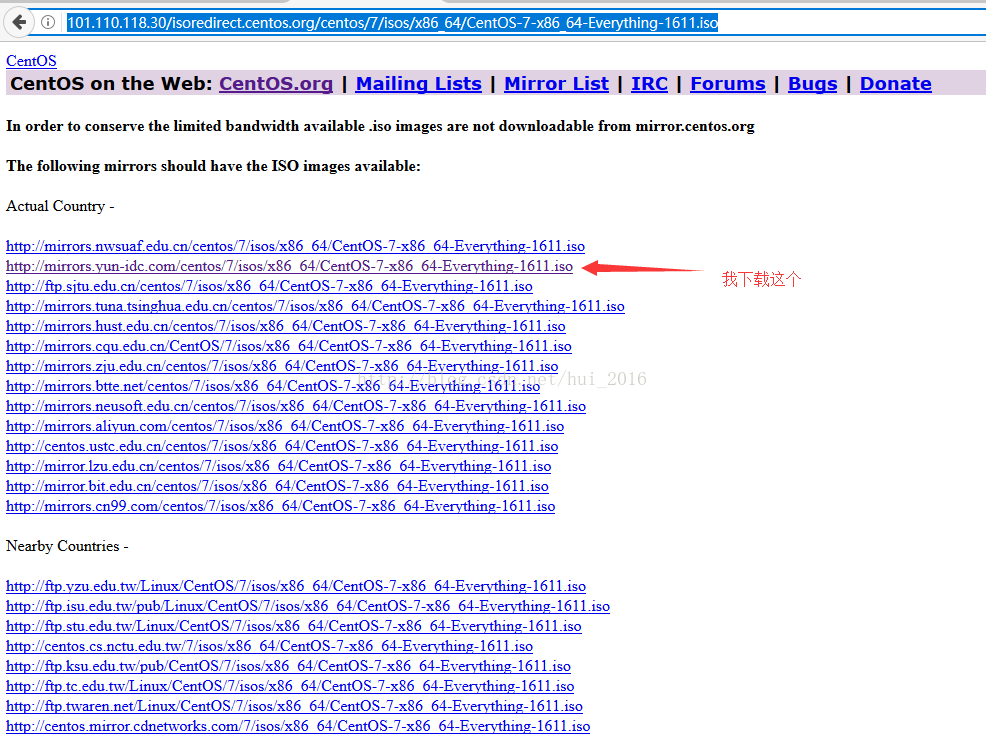 101.110.118.30/isoredirect.centos.org/centos/7/isos/x86_64/CentOS-7-x86_64-Everything-1611.iso
CentOS
CentOS on the Web: CentOS.org | Mailing Lists | Mirror List | IRC | Forums | Bugs | Donate
In order to conserve the limited bandwidth available .iso images are not downloadable from mirror.centos.org
The following mirrors should have the ISO images available:
Actual Country -
http://mirrors.nwsuaf.edu.cn/centos/7/isos/x86_64/CentOS-7-x86_64-Everything-1611.iso
http://mirrors.yun-idc.com/centos/7/isos/x86_64/CentOS-7-x86_64-Everything-1611.iso
我下载这个
http://ftp.sjtu.edu.cn/centos/7/isos/x86_64/CentOS-7-x86_64-Everything-1611.iso
http://mirrors.tuna.tsinghua.edu.cn/centos/7/isos/x86_64/CentOS-7-x86_64-Everything-1611.iso
http://mirrors.hust.edu.cn/centos/7/isos/x86_64/CentOS-7-x86_64-Everything-1611.iso
http://mirrors.cqu.edu.cn/CentOS/7/isos/x86_64/CentOS-7-x86_64-Everything-1611.iso
http://mirrors.zju.edu.cn/centos/7/isos/x86_64/CentOS-7-x86_64-Everything-1611.iso
http://mirrors.btte.net/centos/7/isos/x86_64/CentOS-7-x86_64-Everything-1611.iso
http://blog.csdn.net/hui_2016
http://mirrors.neusoft.edu.cn/centos/7/isos/x86_64/CentOS-7-x86_64-Everything-1611.iso
http://mirrors.aliyun.com/centos/7/isos/x86_64/CentOS-7-x86_64-Everything-1611.iso
http://centos.ustc.edu.cn/centos/7/isos/x86_64/CentOS-7-x86_64-Everything-1611.iso
http://mirror.lzu.edu.cn/centos/7/isos/x86_64/CentOS-7-x86_64-Everything-1611.iso
http://mirror.bit.edu.cn/centos/7/isos/x86_64/CentOS-7-x86_64-Everything-1611.iso
http://mirrors.cn99.com/centos/7/isos/x86_64/CentOS-7-x86_64-Everything-1611.iso
Nearby Countries -
http://ftp.yzu.edu.tw/Linux/CentOS/7/isos/x86_64/CentOS-7-x86_64-Everything-1611.iso
http://ftp.isu.edu.tw/pub/Linux/CentOS/7/isos/x86_64/CentOS-7-x86_64-Everything-1611.iso
http://ftp.stu.edu.tw/Linux/CentOS/7/isos/x86_64/CentOS-7-x86_64-Everything-1611.iso
http://centos.cs.nctu.edu.tw/7/isos/x86_64/CentOS-7-x86_64-Everything-1611.iso
http://ftp.ksu.edu.tw/pub/CentOS/7/isos/x86_64/CentOS-7-x86_64-Everything-1611.iso
http://ftp.tc.edu.tw/Linux/CentOS/7/isos/x86_64/CentOS-7-x86_64-Everything-1611.iso
http://ftp.twaren.net/Linux/CentOS/7/isos/x86_64/CentOS-7-x86_64-Everything-1611.iso
http://centos.mirror.cdnetworks.com/7/isos/x86_64/CentOS-7-x86_64-Everything-1611.iso